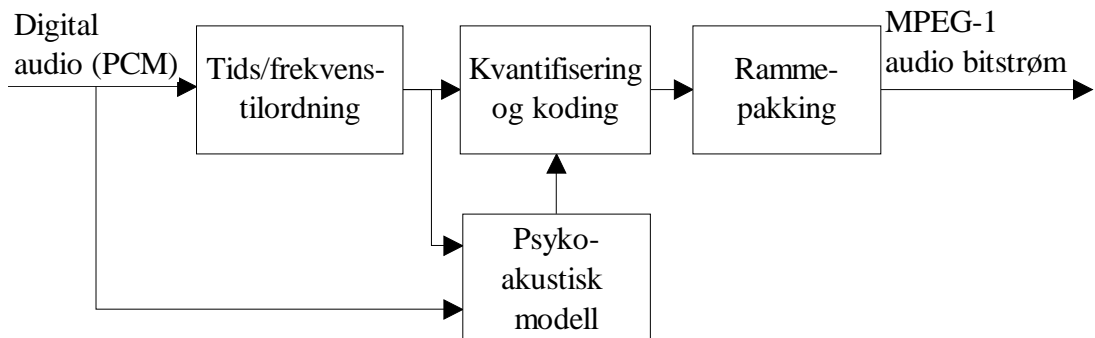 Digital
audio (PCM)
Tids/frekvens-
tilordning
Kvantifisering
og koding
Ramme-
pakking
MPEG-1
audio bitstrøm
Psyko-
akustisk
modell